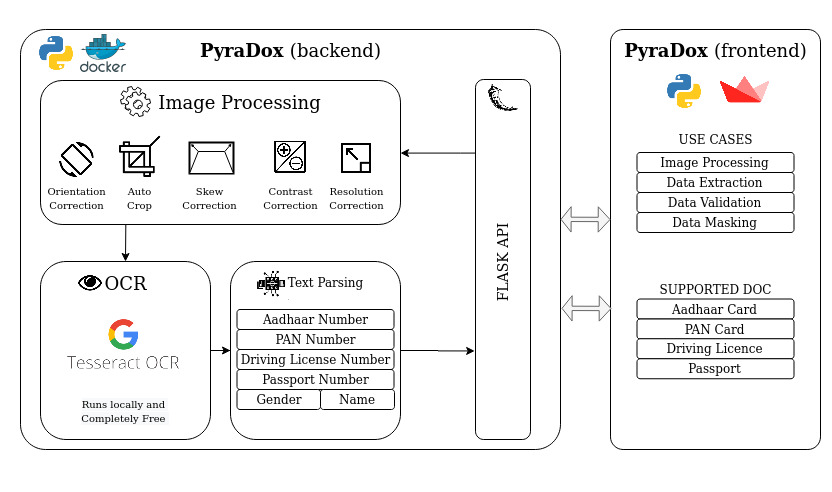 PyraDox (backend)
docker
Image Processing
Orientation
Correction
Auto
Crop
Skew
Correction
Contrast
Correction
Resolution
Correction
OCR
Tesseract OCR
Runs locally and
Completely Free
Text Parsing
Aadhaar Number
PAN Number
Driving License Number
Passport Number
Gender
Name
FLASK API
PyraDox (frontend)
USE CASES
Image Processing
Data Extraction
Data Validation
Data Masking
SUPPORTED DOC
Aadhaar Card
PAN Card
Driving Licence
Passport